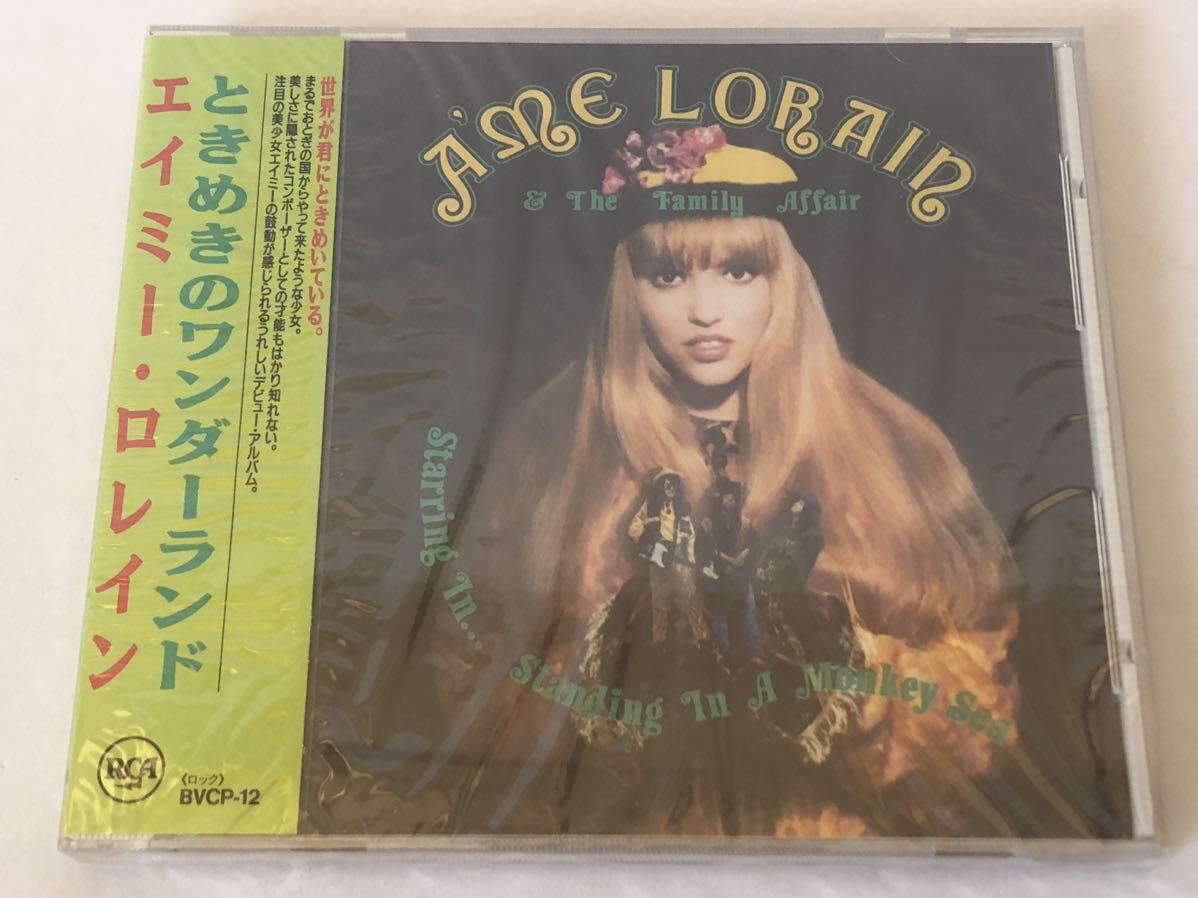 世界が君にときめいている。
まるでおとぎの国からやって来たような少女。
美しさに隠されたコンポーザーとしての才能もはかり知れない。
注目の美少女エイミーの鼓動が感じられるうれしいデビュー・アルバム。
ときめきのワンダーランド
エイミー・ロレイン
RCA
《ロック》
BVCP-12
A'ME LORAIN
& The Family Affair
Starring In...
Standing In A Monkey Sea